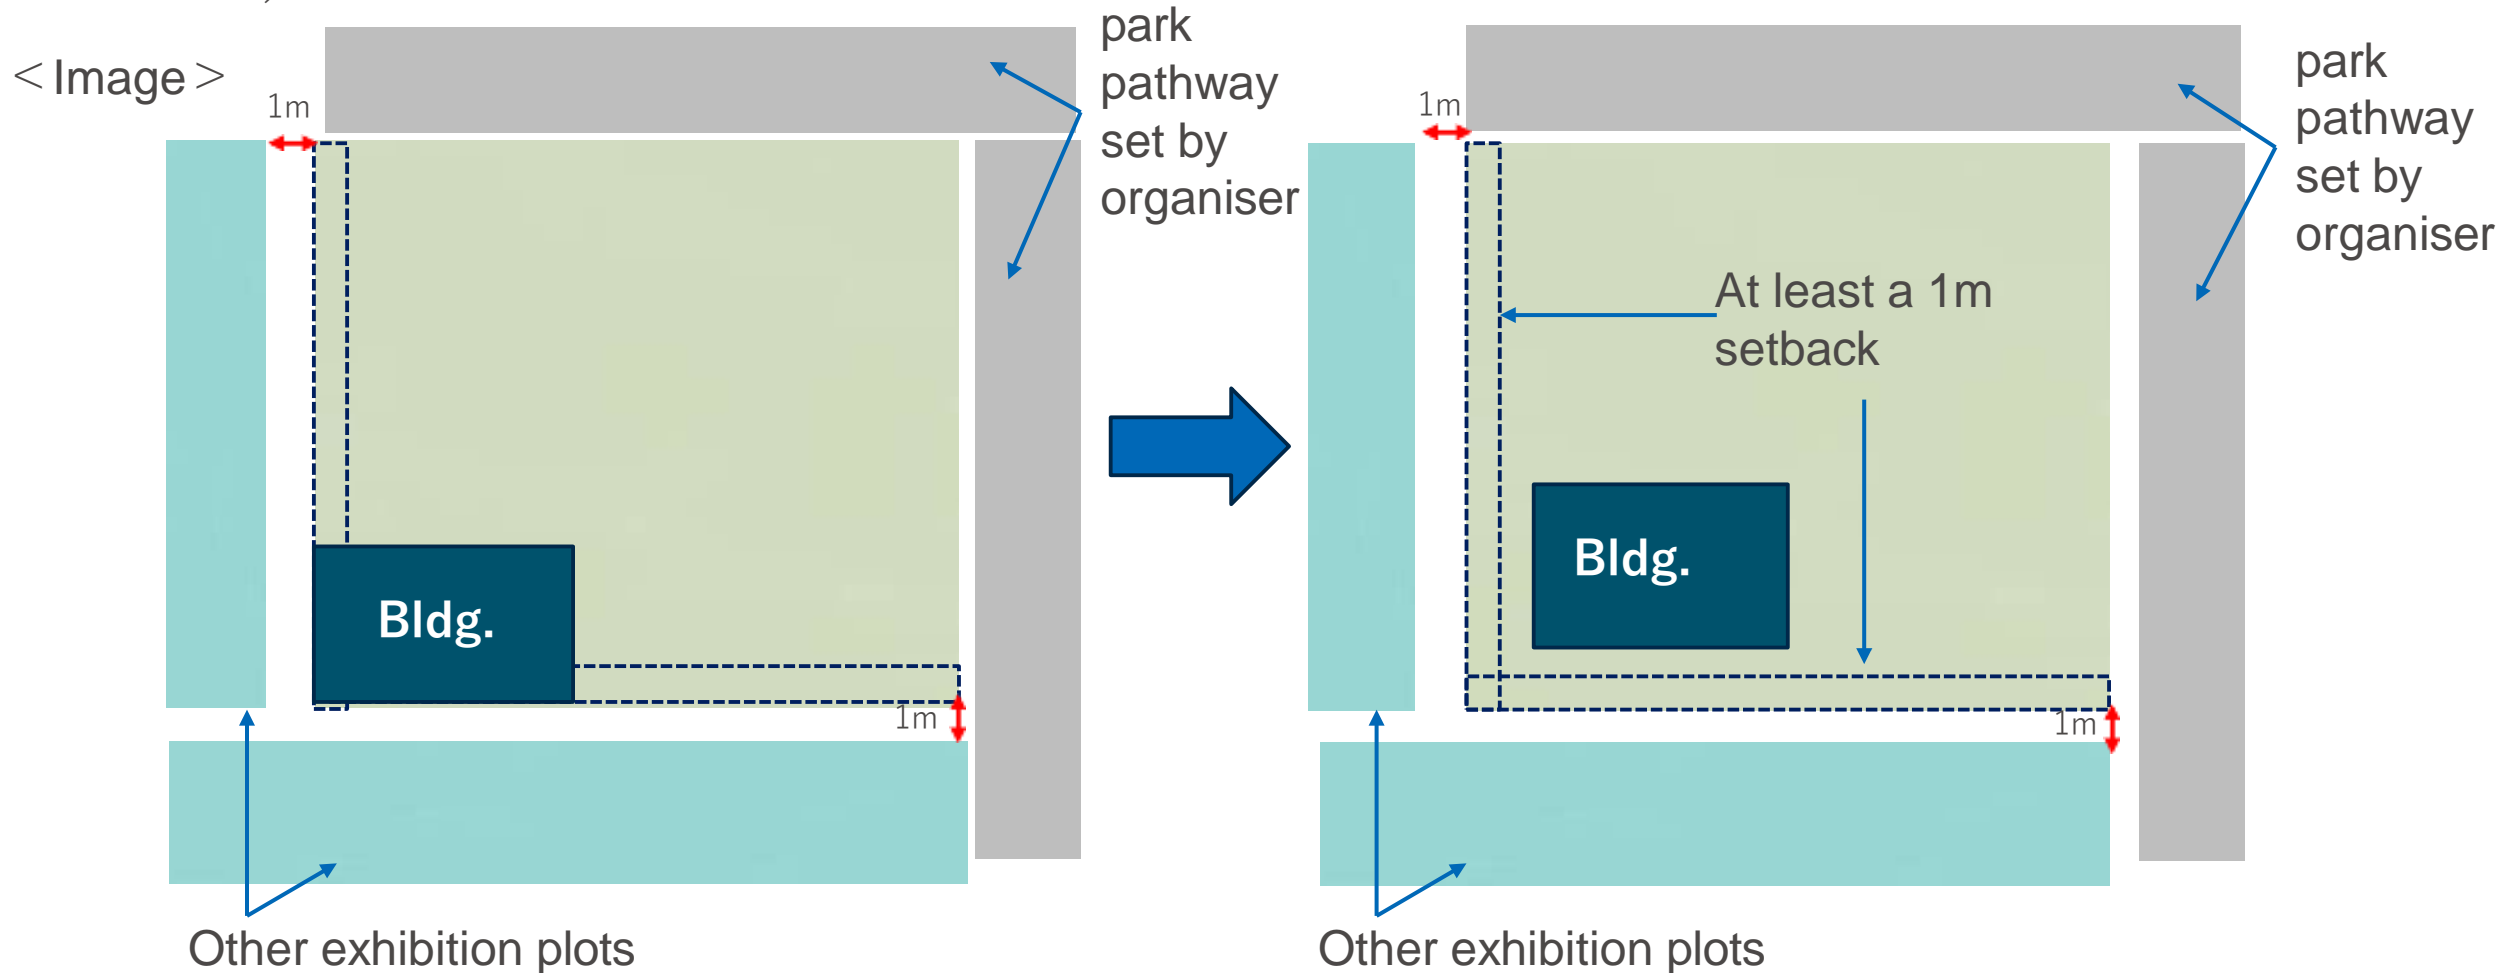 <Image>
1m
park
pathway
set by
organiser
Bldg.
1m
Other exhibition plots
1m
park
pathway
set by
organiser
At least a 1m
setback
Bldg.
1m
Other exhibition plots